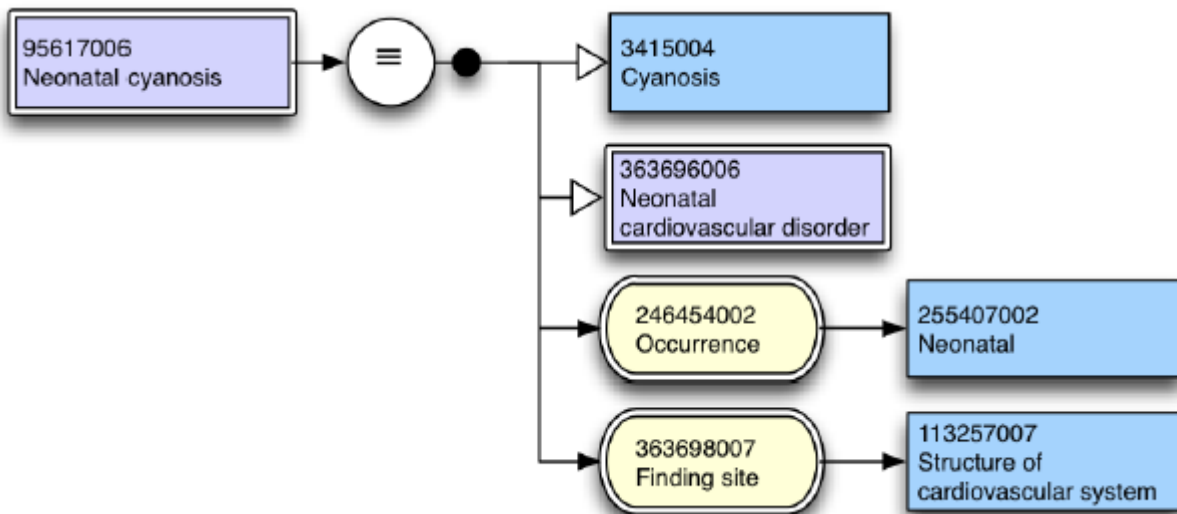 95617006
Neonatal cyanosis
≡
3415004
Cyanosis
363696006
Neonatal
cardiovascular disorder
246454002
Occurrence
255407002
Neonatal
363698007
Finding site
113257007
Structure of
cardiovascular system